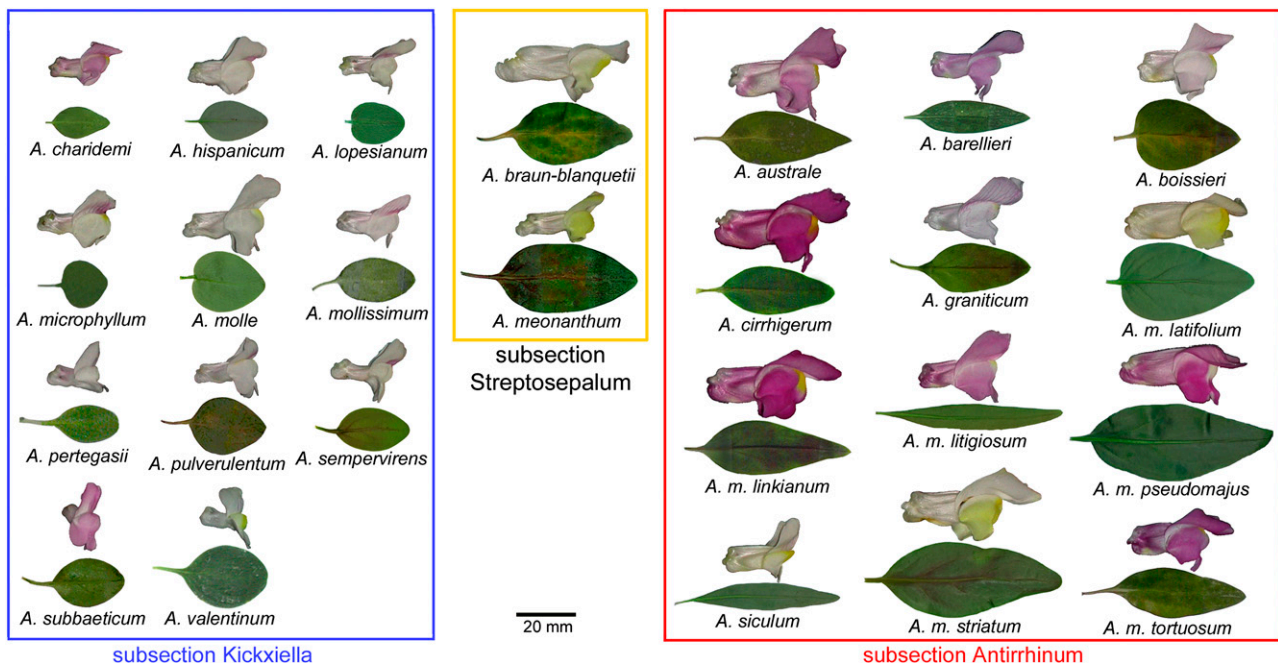 A. charidemi
A. hispanicum
A. lopesianum
A. microphyllum
A. molle
A. mollissimum
A. pertegasii
A. pulverulentum
A. sempervirens
A. subbaeticum
A. valentinum
subsection Kickxiella
A. braun-blanquetii
A. meonanthum
subsection
Streptosepalum
20 mm
A. australe
A. barellieri
A. boissieri
A. cirrhigerum
A. graniticum
A. m. latifolium
A. m. linkianum
A. m. litigiosum
A. m. pseudomajus
A. siculum
A. m. striatum
A. m. tortuosum
subsection Antirrhinum